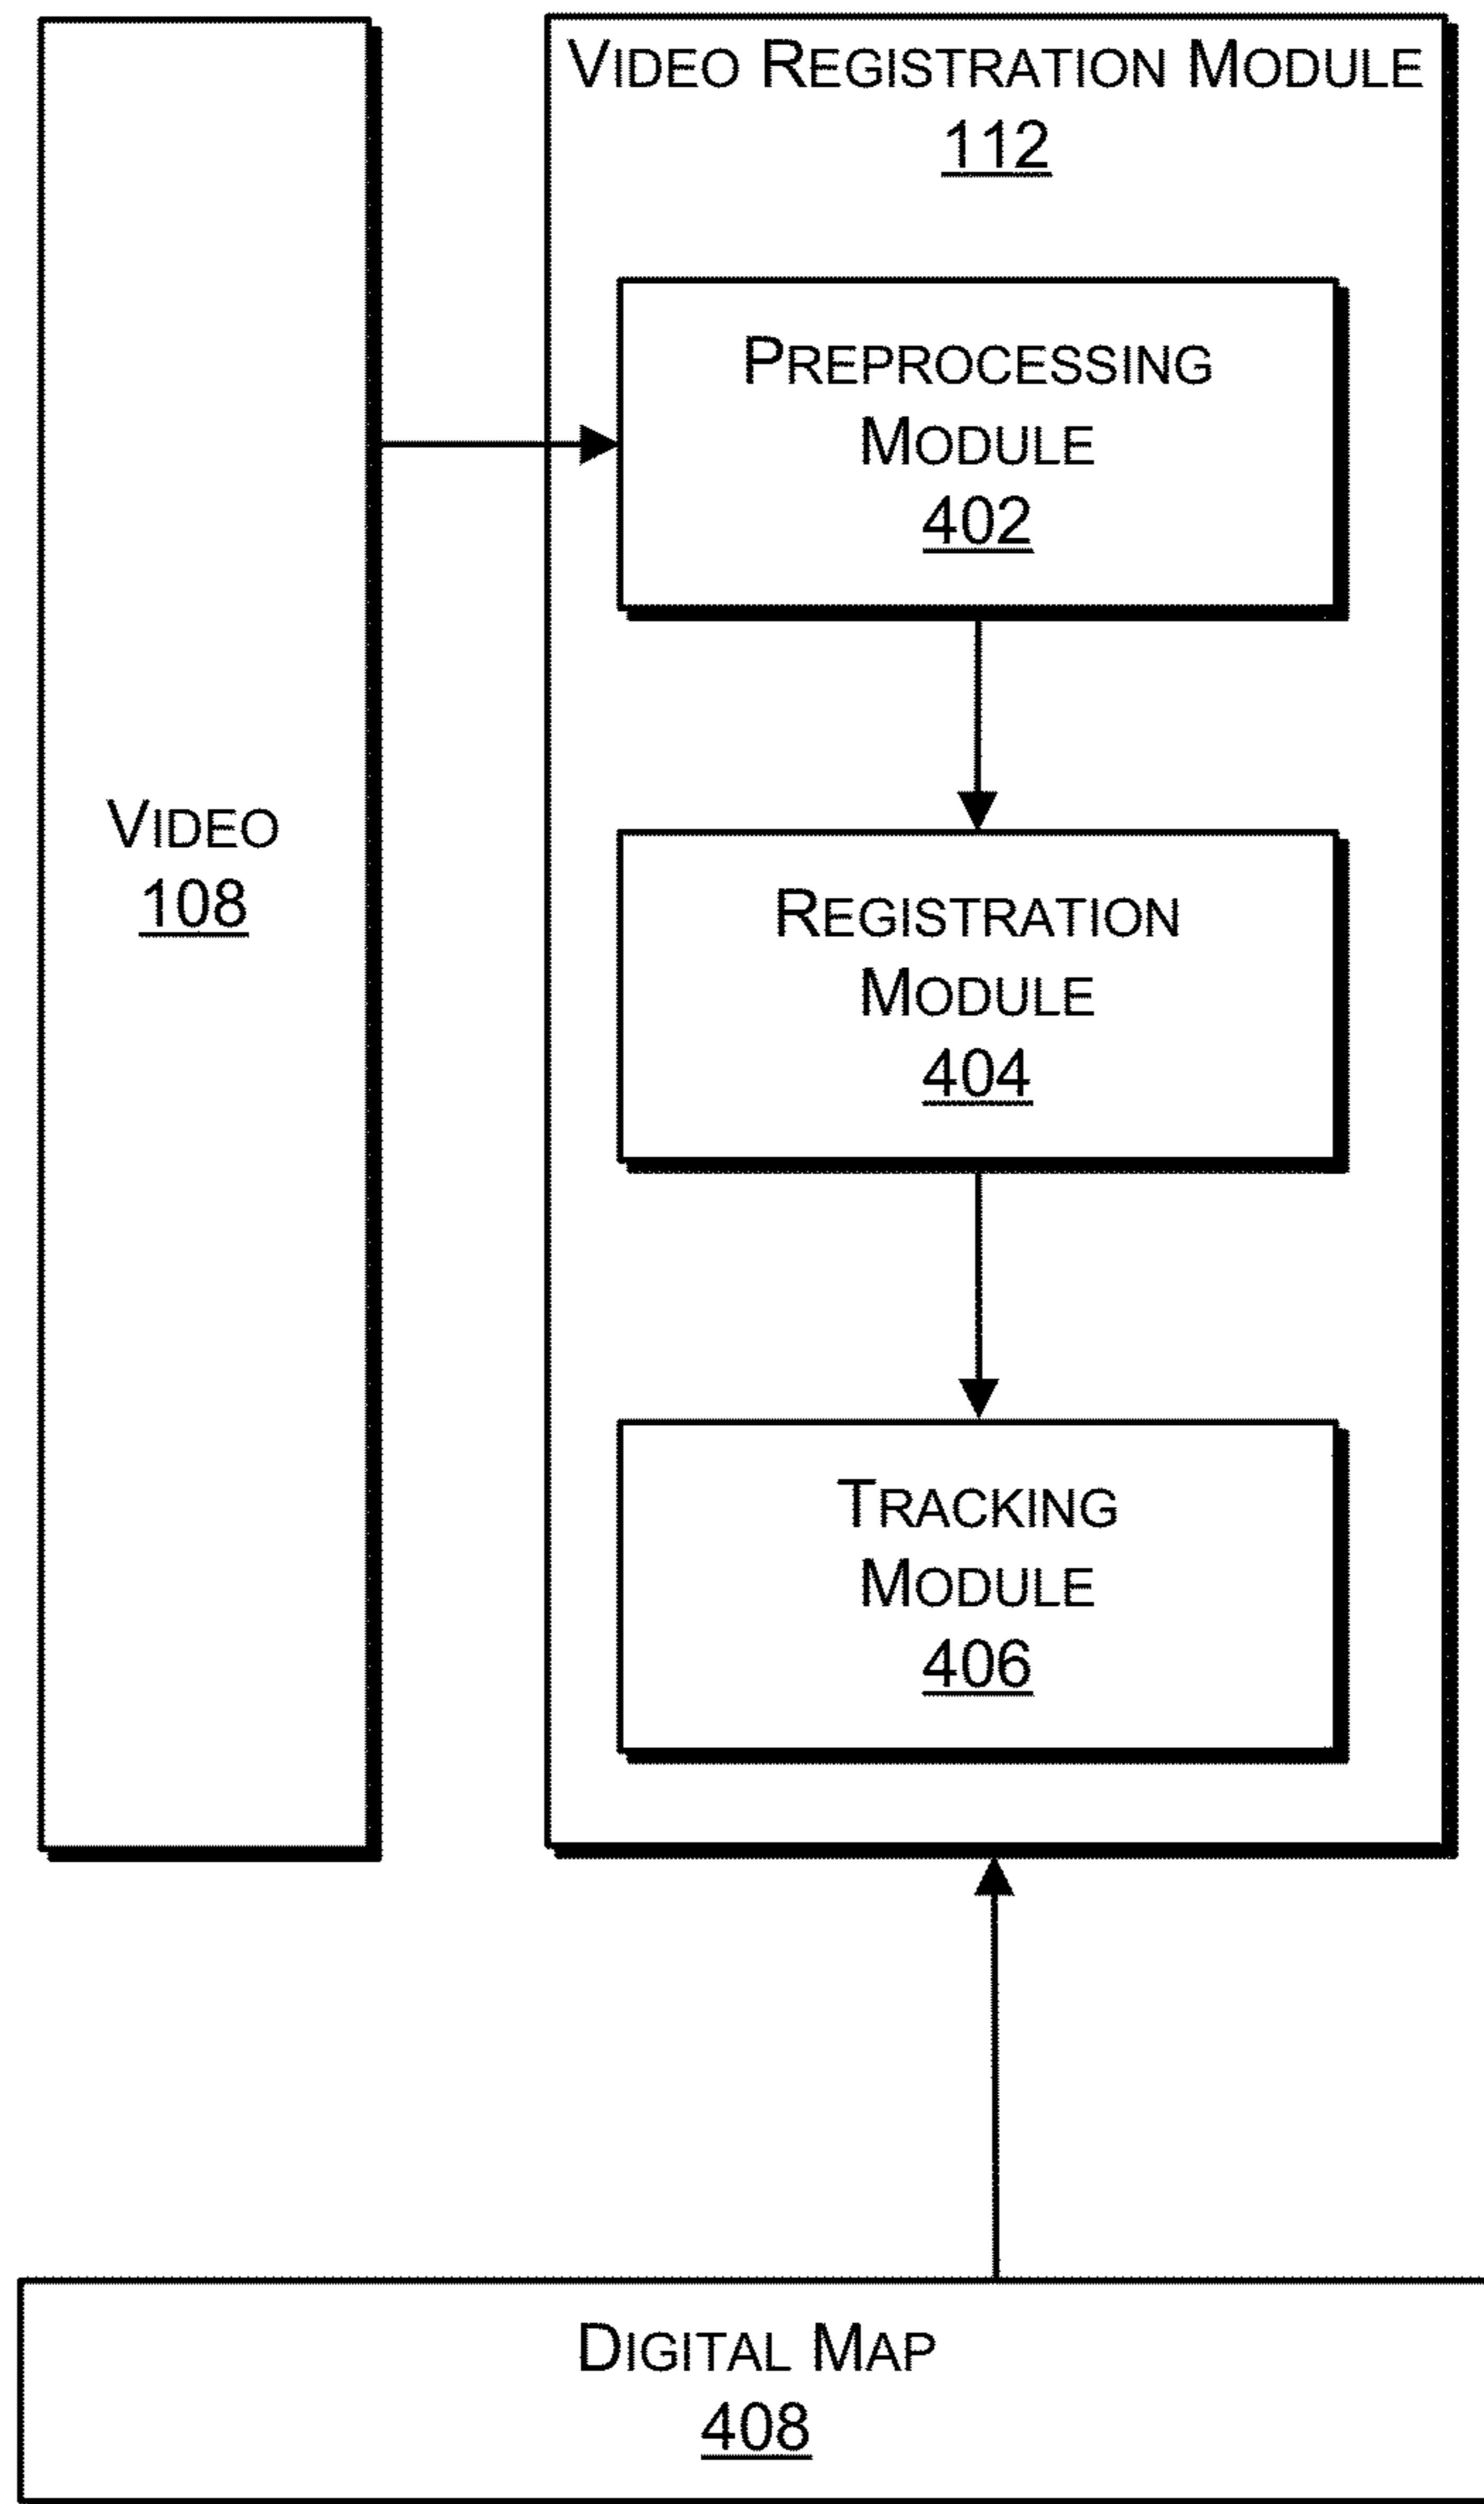 VIDEO REGISTRATION MODULE
112
PREPROCESSING
MODULE
402
VIDEO
108
REGISTRATION
MODULE
404
TRACKING
MODULE
406
DIGITAL MAP
408